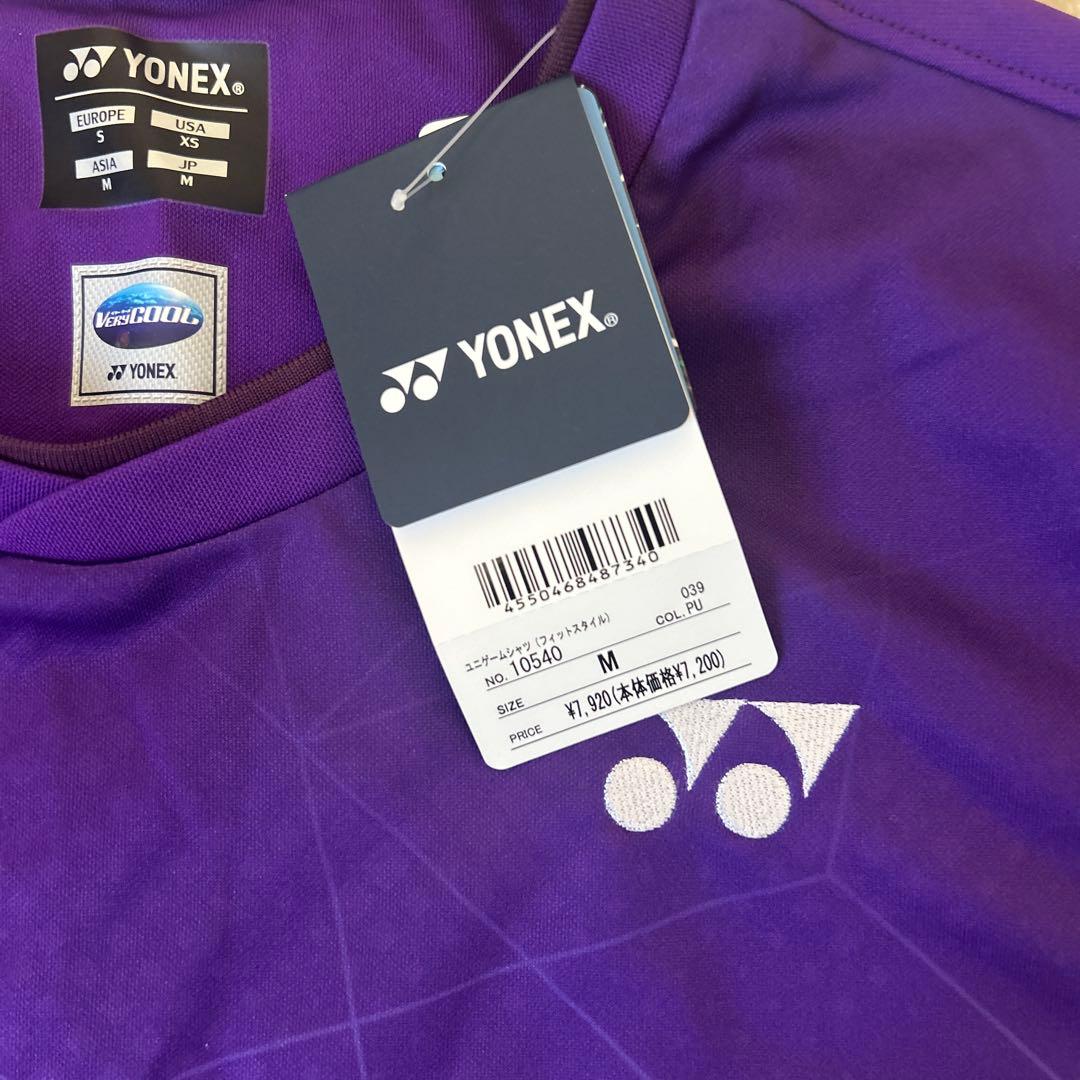 YONEX®
EUROPE USA
S XS
ASIA JP
M M
VERYCOOL
YONEX
YONEX®
4550468487340
039
ユニゲームシャツ(フィットスタイル) COL.PU
NO. 10540
SIZE M
PRICE ¥7,920(本体価格¥7,200)